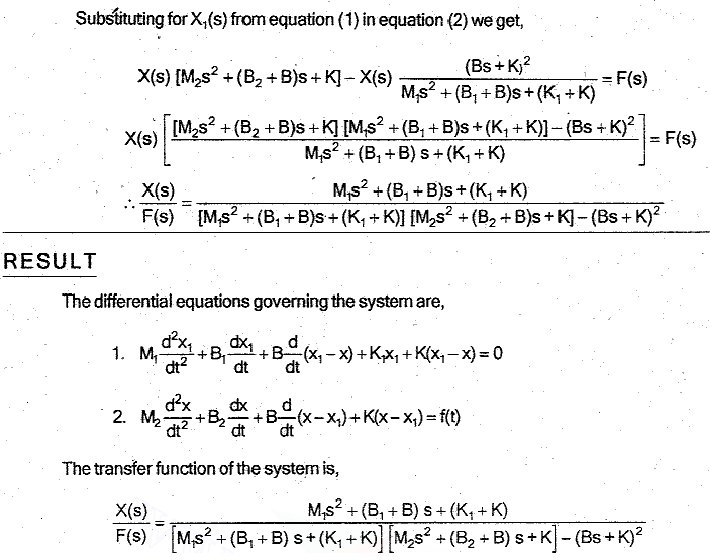 Substituting for X₁(s) from equation (1) in equation (2) we get,
X(s) [M₂s² + (B₂ + B)s + K] − X(s) (Bs + K)² / M₁s² + (B₁ + B)s + (K₁ + K) = F(s)
X(s) [ [M₂s² + (B₂ + B)s + K] [M₁s² + (B₁ + B)s + (K₁ + K)] − (Bs + K)² / M₁s² + (B₁ + B) s + (K₁ + K) ] = F(s)
∴ X(s) / F(s) = M₁s² + (B₁ + B)s + (K₁ + K) / [M₁s² + (B₁ + B)s + (K₁ + K)] [M₂s² + (B₂ + B)s + K] − (Bs + K)²
RESULT
The differential equations governing the system are,
1. M₁ d²x₁/dt² + B₁ dx₁/dt + B d/dt (x₁ − x) + K₁x₁ + K(x₁ − x) = 0
2. M₂ d²x/dt² + B₂ dx/dt + B d/dt (x − x₁) + K(x − x₁) = f(t)
The transfer function of the system is,
X(s) / F(s) = M₁s² + (B₁ + B) s + (K₁ + K) / [M₁s² + (B₁ + B) s + (K₁ + K)] [M₂s² + (B₂ + B) s + K] − (Bs + K)²